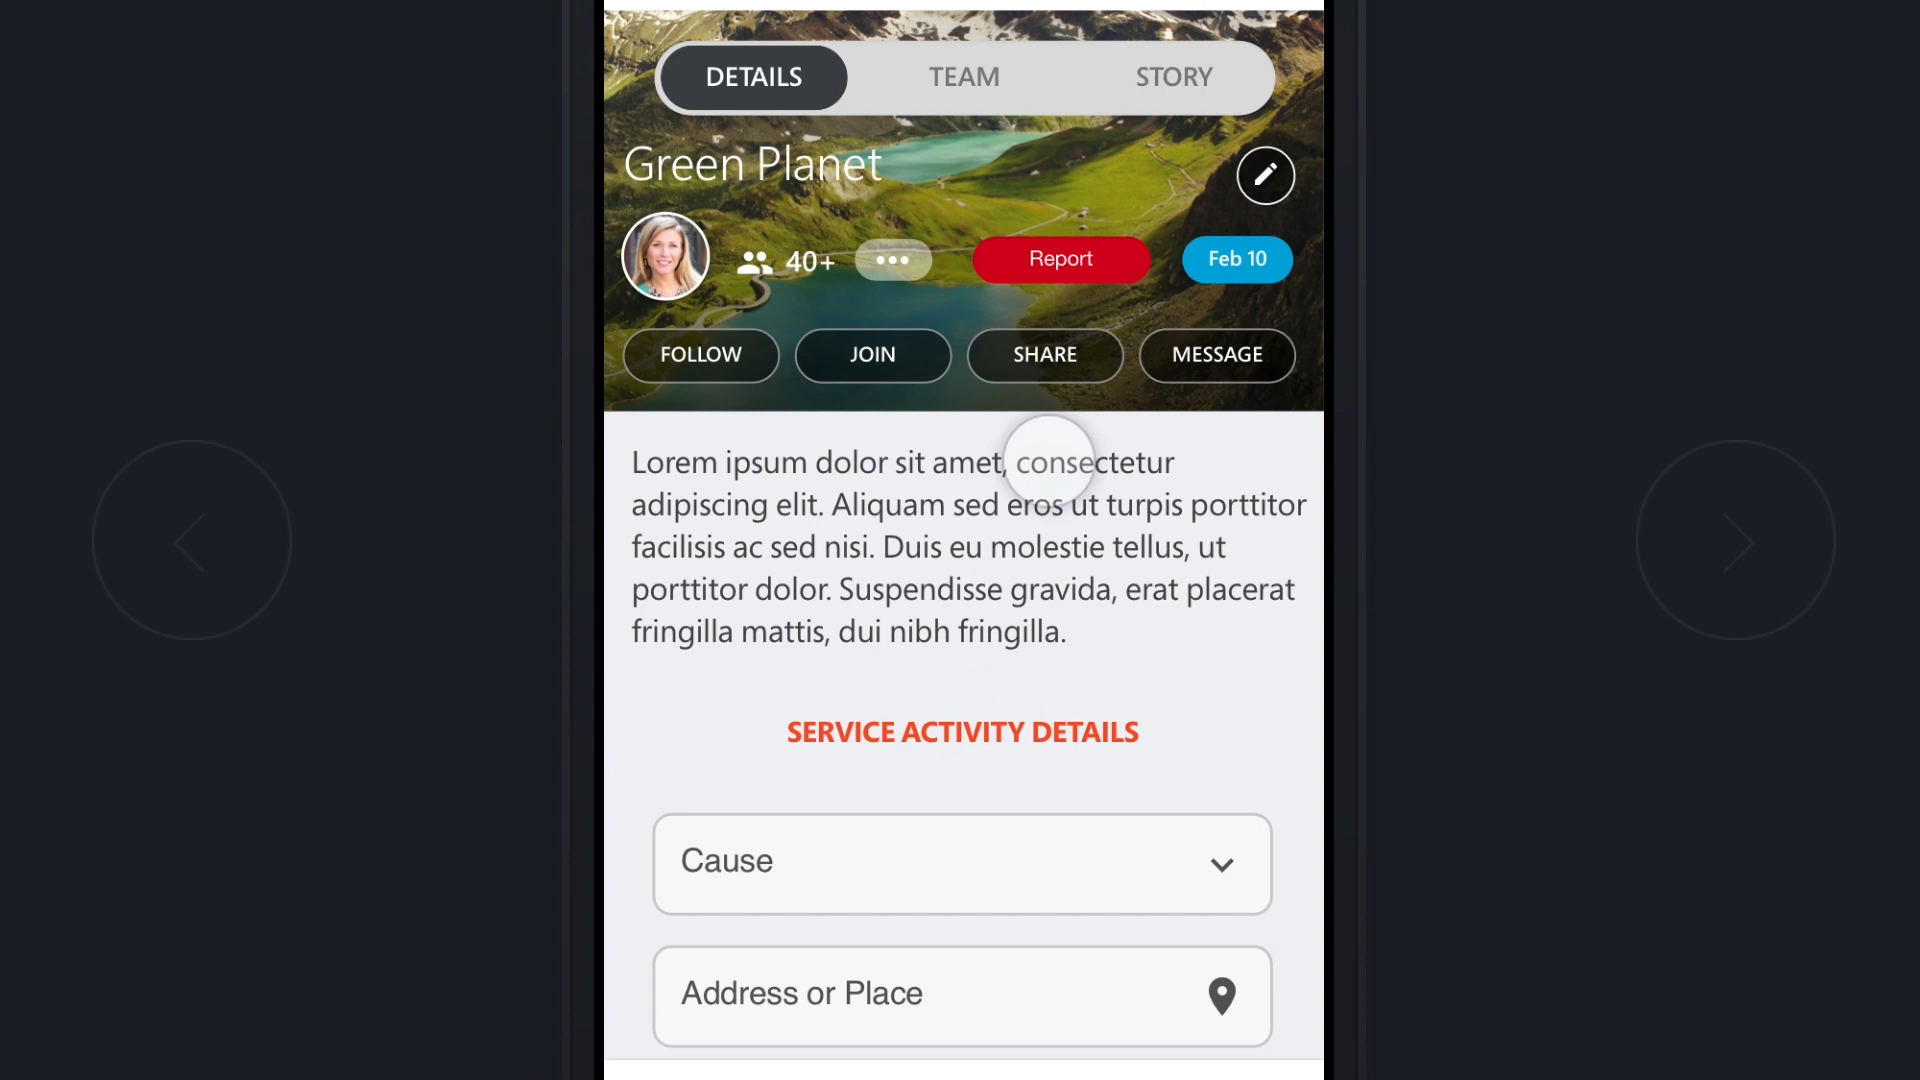 DETAILS TEAM STORY
Green Planet
40+ Report Feb 10
FOLLOW JOIN SHARE MESSAGE
Lorem ipsum dolor sit amet, consectetur
adipiscing elit. Aliquam sed eros ut turpis porttitor
facilisis ac sed nisi. Duis eu molestie tellus, ut
porttitor dolor. Suspendisse gravida, erat placerat
fringilla mattis, dui nibh fringilla.
SERVICE ACTIVITY DETAILS
Cause
Address or Place